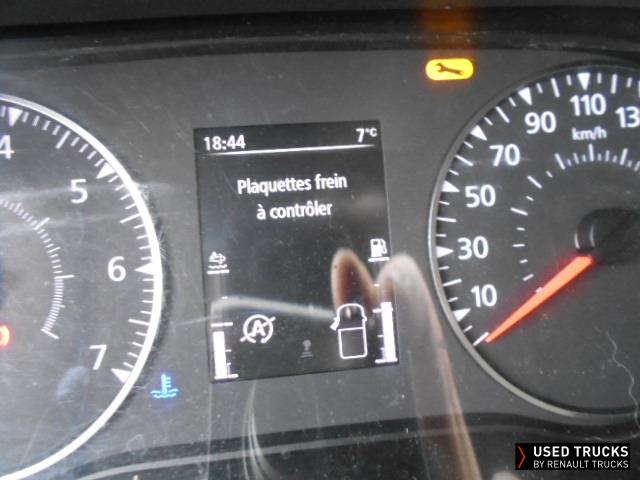 18:44 7°C
Plaquettes frein
à contrôler
4
5
6
7
A
10
30
50
70
90
110
13
km/h
USED TRUCKS
BY RENAULT TRUCKS